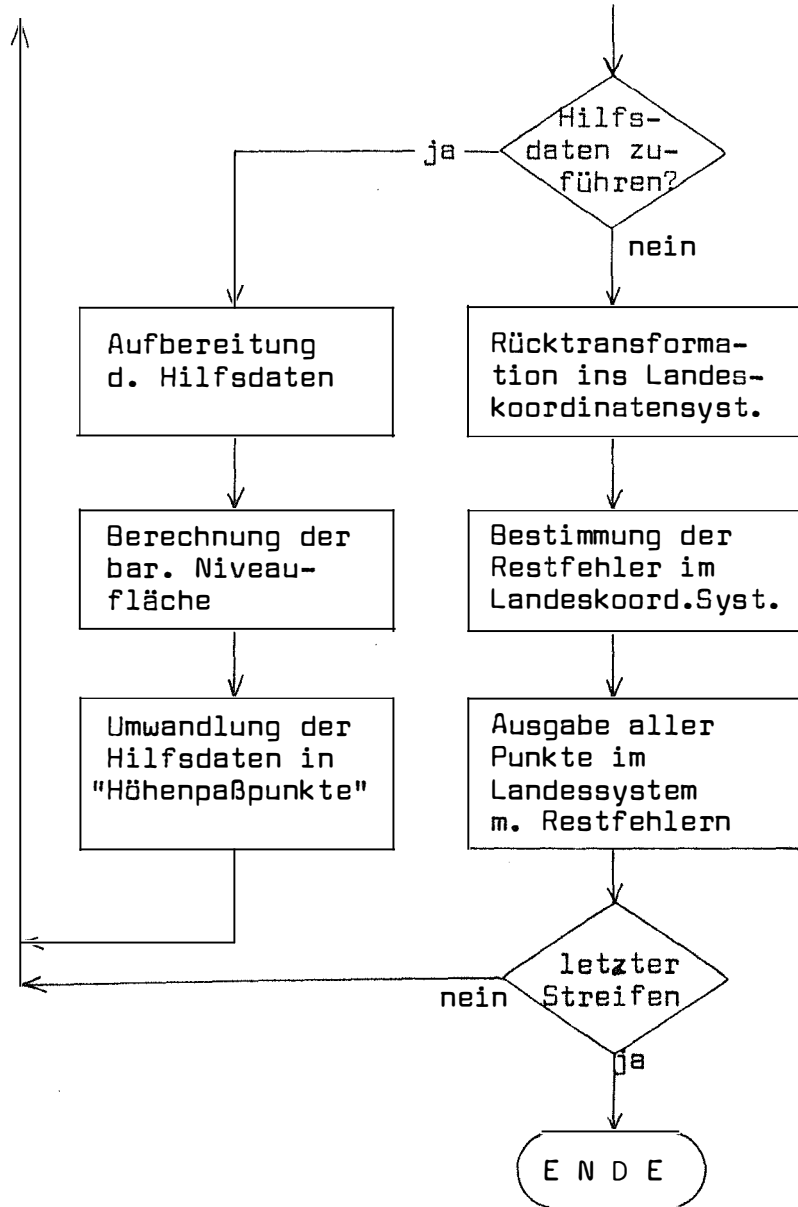 Hilfs-
daten zu-
führen?
ja
nein
Aufbereitung
d. Hilfsdaten
Rücktransforma-
tion ins Landes-
koordinatensyst.
Berechnung der
bar. Niveau-
fläche
Bestimmung der
Restfehler im
Landeskoord.Syst.
Umwandlung der
Hilfsdaten in
"Höhenpaßpunkte"
Ausgabe aller
Punkte im
Landessystem
m. Restfehlern
letzter
Streifen
nein
ja
E N D E